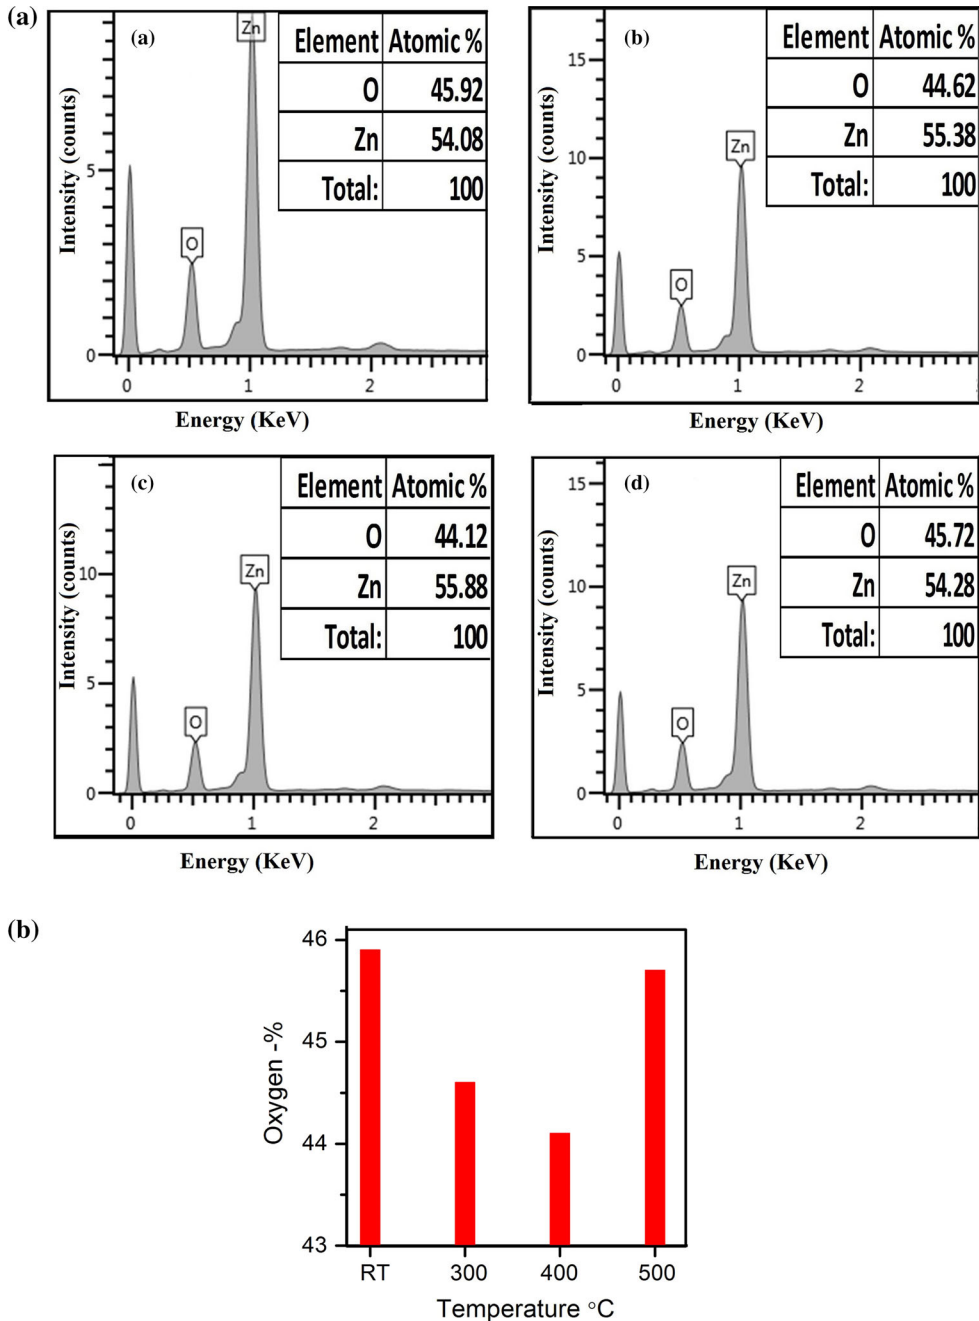 (a)
(a)
Zn
Element Atomic %
O 45.92
Zn 54.08
Total: 100
O
5
0
Intensity (counts)
0 1 2
Energy (KeV)
(b)
Element Atomic %
O 44.62
Zn 55.38
Total: 100
Zn
O
15
10
5
0
Intensity (counts)
0 1 2
Energy (KeV)
(c)
Element Atomic %
O 44.12
Zn 55.88
Total: 100
Zn
O
10
5
0
Intensity (counts)
0 1 2
Energy (KeV)
(d)
Element Atomic %
O 45.72
Zn 54.28
Total: 100
Zn
O
15
10
5
0
Intensity (counts)
0 1 2
Energy (KeV)
(b)
46
45
44
43
Oxygen -%
RT 300 400 500
Temperature °C